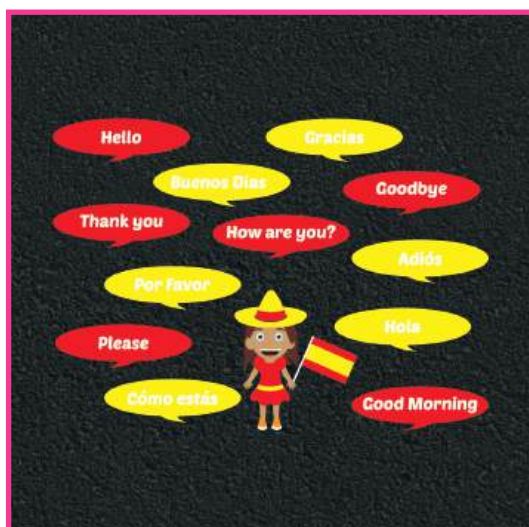 Hello
Gracias
Buenos Dias
Goodbye
Thank you
How are you?
Adiós
Por Favor
Hola
Please
Cómo estás
Good Morning